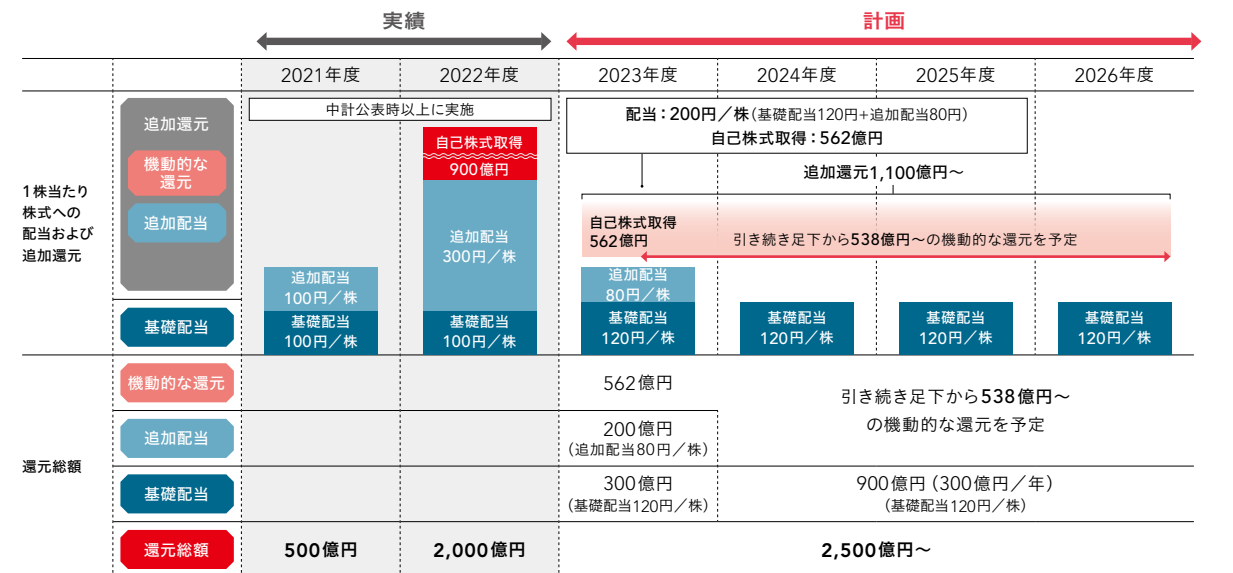 実績
計画
2021年度
2022年度
2023年度
2024年度
2025年度
2026年度
1株当たり
株式への
配当および
追加還元
追加還元
機動的な
還元
追加配当
基礎配当
中計公表時以上に実施
追加配当
100円／株
基礎配当
100円／株
自己株式取得
900億円
追加配当
300円／株
基礎配当
100円／株
配当：200円／株（基礎配当120円+追加配当80円）
自己株式取得：562億円
追加還元1,100億円～
自己株式取得
562億円
引き続き足下から538億円～の機動的な還元を予定
追加配当
80円／株
基礎配当
120円／株
基礎配当
120円／株
基礎配当
120円／株
基礎配当
120円／株
還元総額
機動的な還元
562億円
引き続き足下から538億円～
の機動的な還元を予定
追加配当
200億円
（追加配当80円／株）
基礎配当
300億円
（基礎配当120円／株）
900億円（300億円／年）
（基礎配当120円／株）
還元総額
500億円
2,000億円
2,500億円～